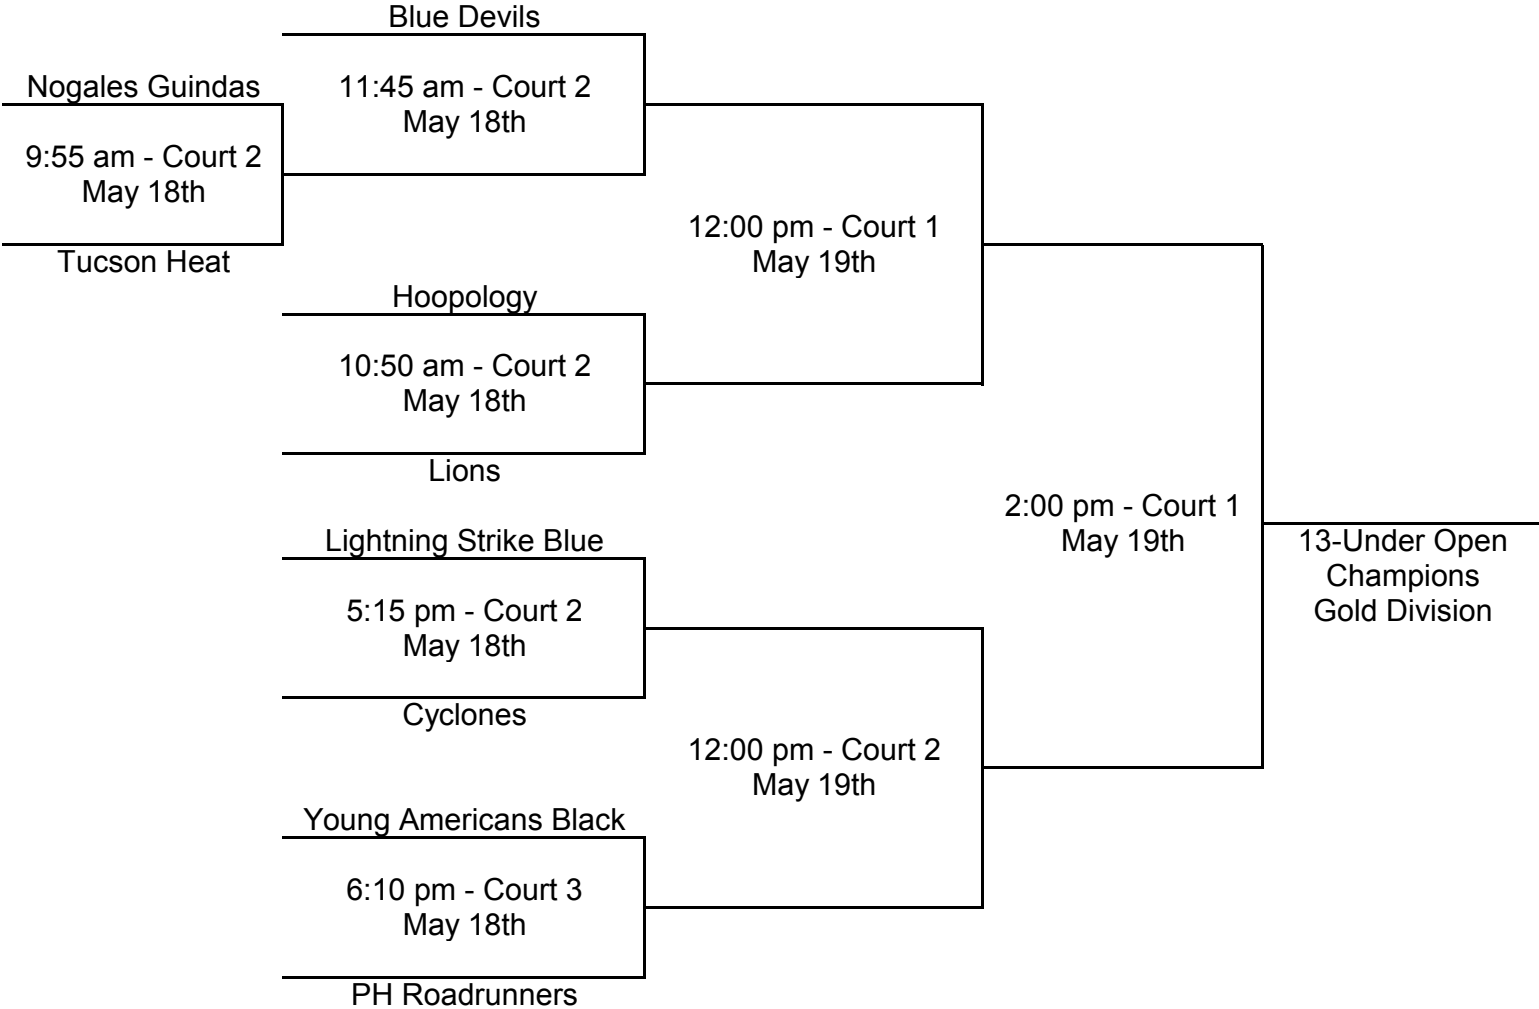 Blue Devils
Nogales Guindas
11:45 am - Court 2
May 18th
9:55 am - Court 2
May 18th
Tucson Heat
12:00 pm - Court 1
May 19th
Hoopology
10:50 am - Court 2
May 18th
Lions
2:00 pm - Court 1
May 19th
13-Under Open
Champions
Gold Division
Lightning Strike Blue
5:15 pm - Court 2
May 18th
Cyclones
12:00 pm - Court 2
May 19th
Young Americans Black
6:10 pm - Court 3
May 18th
PH Roadrunners